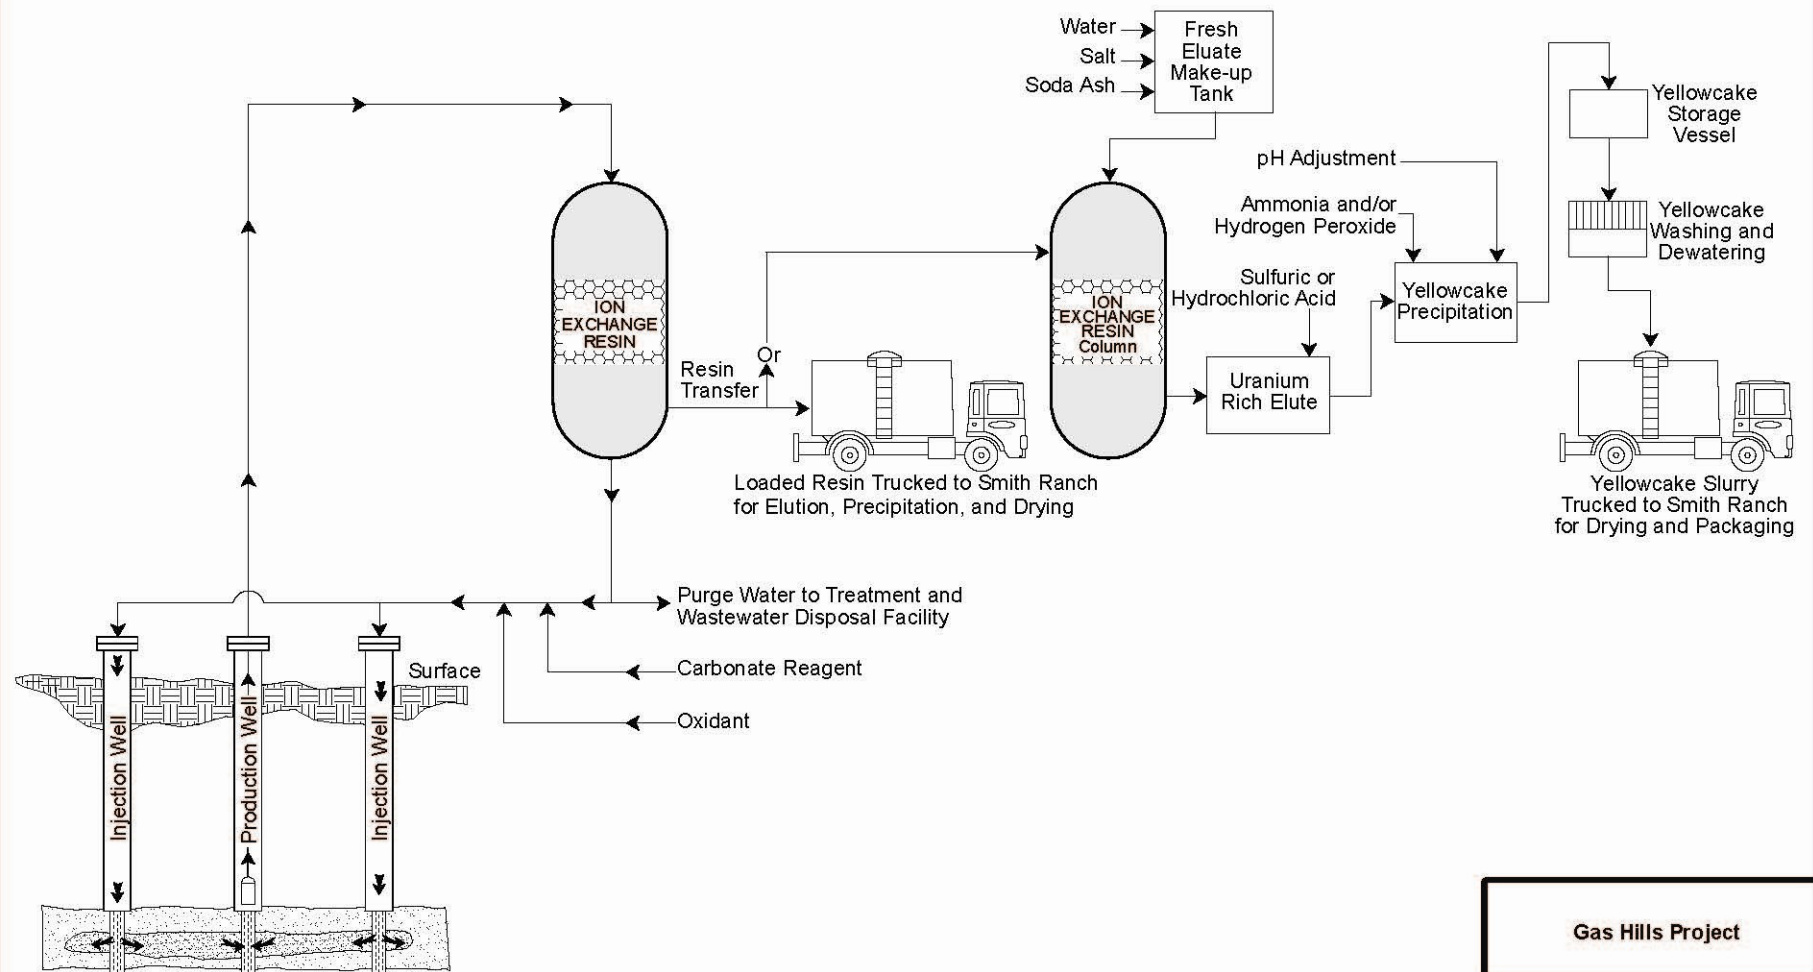 Water
Salt
Soda Ash
Fresh
Eluate
Make-up
Tank
Yellowcake
Storage
Vessel
pH Adjustment
Ammonia and/or
Hydrogen Peroxide
Yellowcake
Washing and
Dewatering
Sulfuric or
Hydrochloric Acid
Yellowcake
Precipitation
ION
EXCHANGE
RESIN
ION
EXCHANGE
RESIN
Column
Or
Resin
Transfer
Uranium
Rich Elute
Loaded Resin Trucked to Smith Ranch
for Elution, Precipitation, and Drying
Yellowcake Slurry
Trucked to Smith Ranch
for Drying and Packaging
Purge Water to Treatment and
Wastewater Disposal Facility
Carbonate Reagent
Oxidant
Surface
Injection Well
Production Well
Injection Well
Gas Hills Project